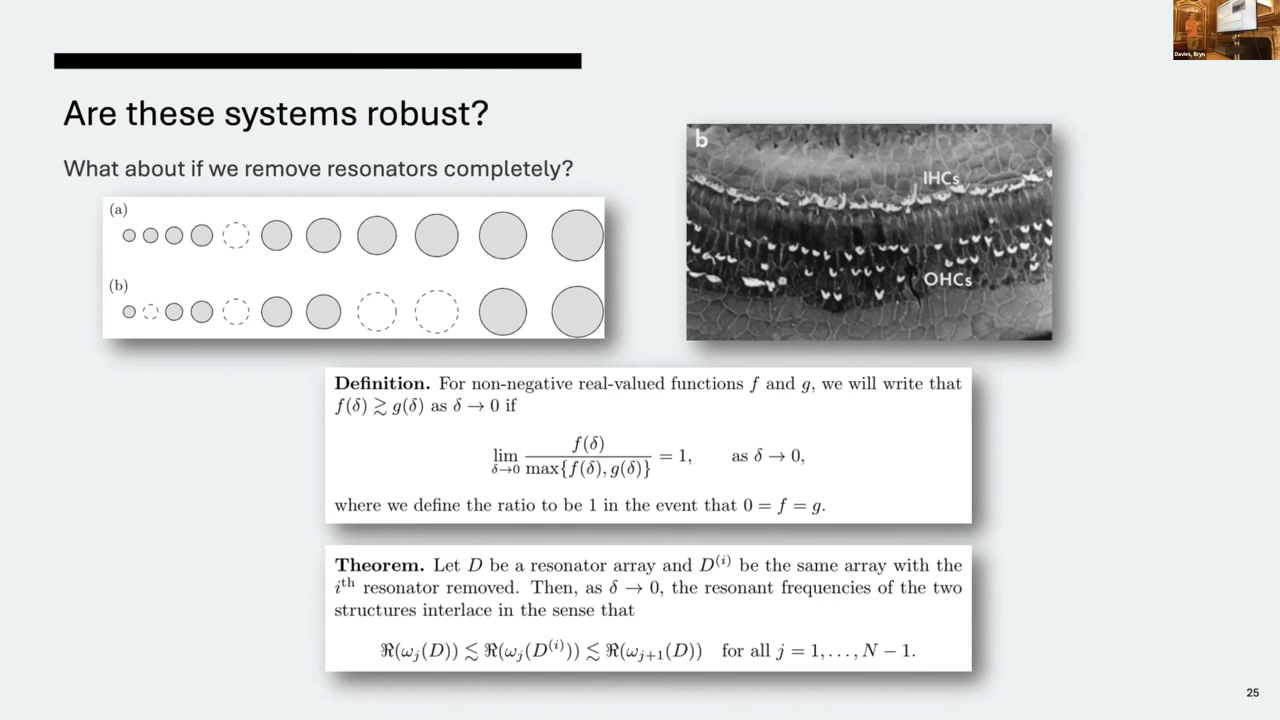 Davies, Bryn
Are these systems robust?
What about if we remove resonators completely?
(a)
(b)
b
IHCs
OHCs
Definition. For non-negative real-valued functions f and g, we will write that
f(δ) ≳ g(δ) as δ → 0 if
lim_{δ→0} f(δ) / max{f(δ), g(δ)} = 1, as δ → 0,
where we define the ratio to be 1 in the event that 0 = f = g.
Theorem. Let D be a resonator array and D^{(i)} be the same array with the
i^{th} resonator removed. Then, as δ → 0, the resonant frequencies of the two
structures interlace in the sense that
ℜ(ω_j(D)) ≲ ℜ(ω_j(D^{(i)})) ≲ ℜ(ω_{j+1}(D)) for all j = 1, . . . , N − 1.
25